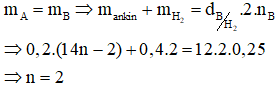 m_A = m_B ⇒ m_ankin + m_H₂ = d_B/H₂ .2.n_B
⇒ 0,2.(14n − 2) + 0,4.2 = 12.2.0,25
⇒ n = 2